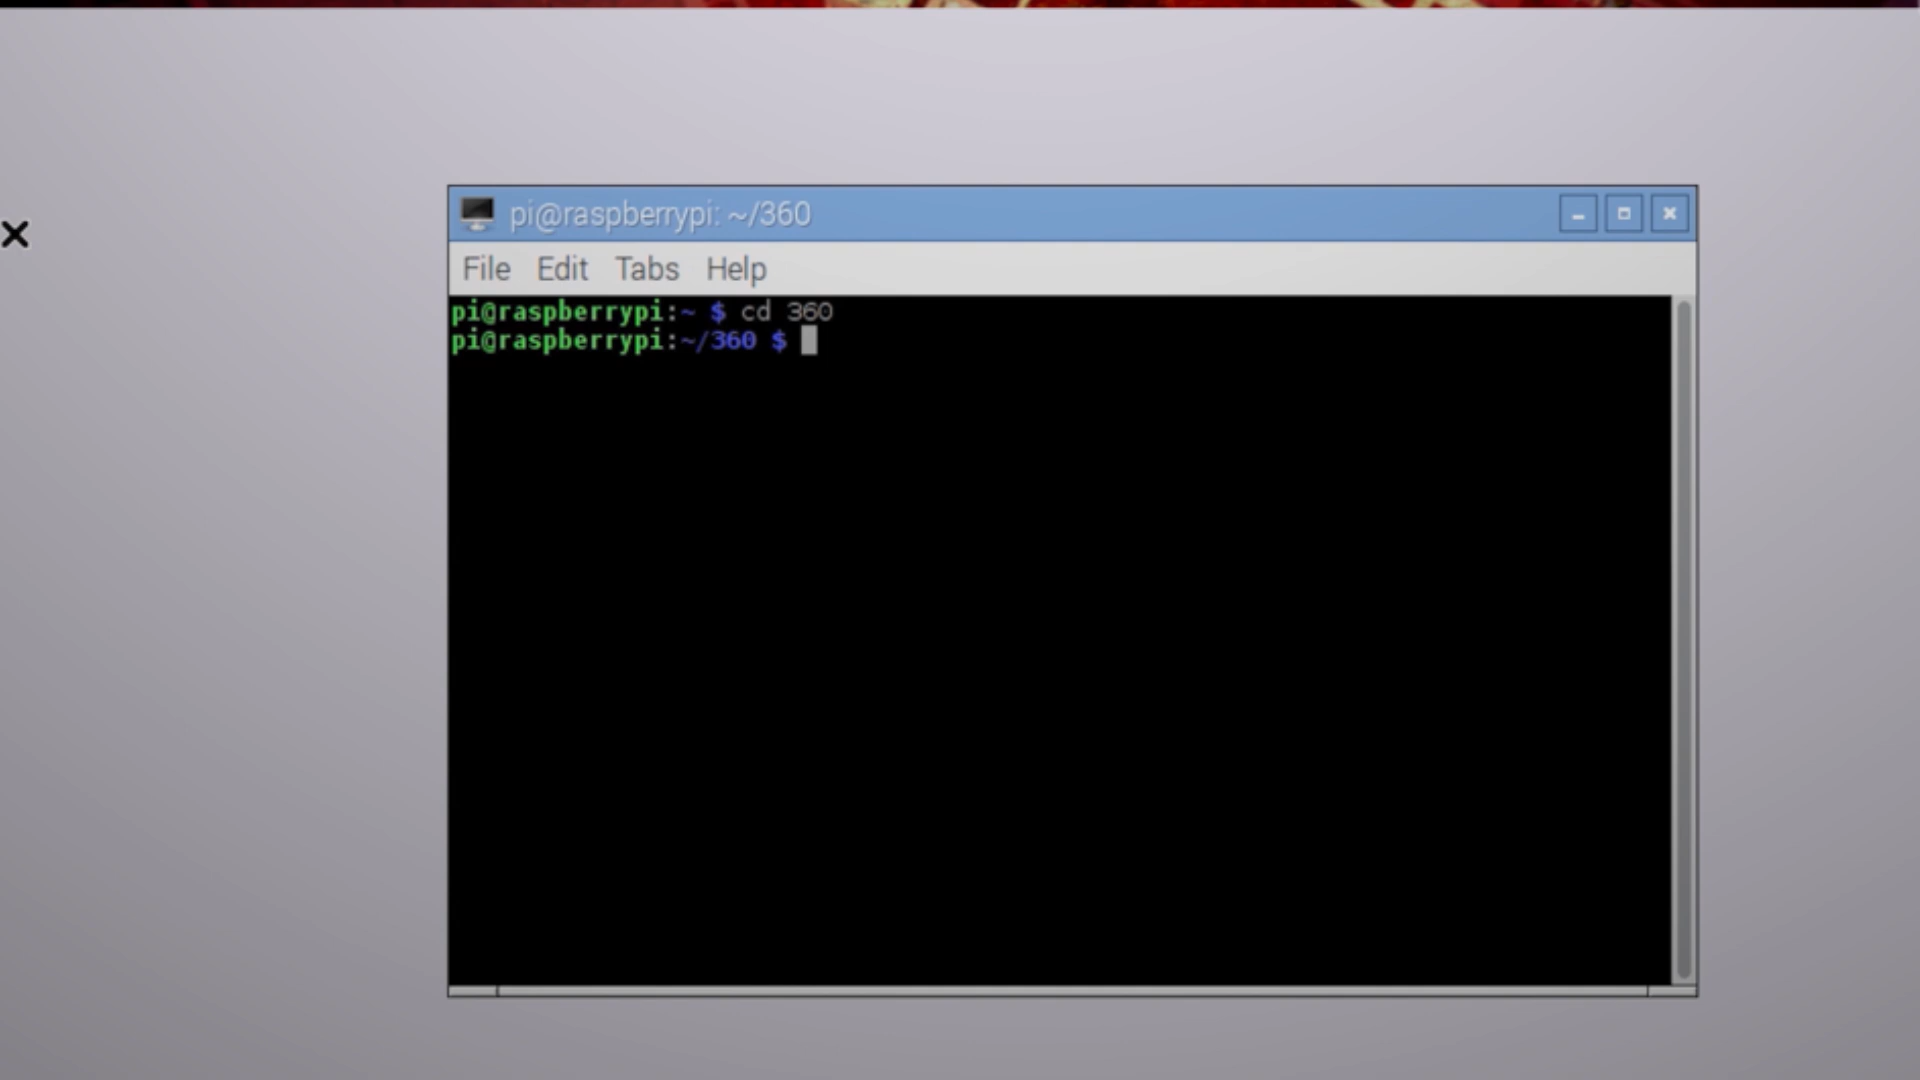 pi@raspberrypi: ~/360
File Edit Tabs Help
pi@raspberrypi:~ $ cd 360
pi@raspberrypi:~/360 $